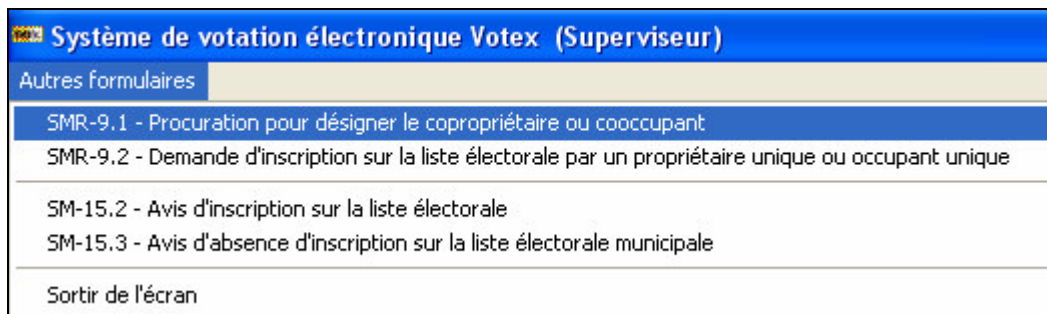 Système de votation électronique Votex (Superviseur)
Autres formulaires
SMR-9.1 - Procuration pour désigner le copropriétaire ou cooccupant
SMR-9.2 - Demande d'inscription sur la liste électorale par un propriétaire unique ou occupant unique
SM-15.2 - Avis d'inscription sur la liste électorale
SM-15.3 - Avis d'absence d'inscription sur la liste électorale municipale
Sortir de l'écran